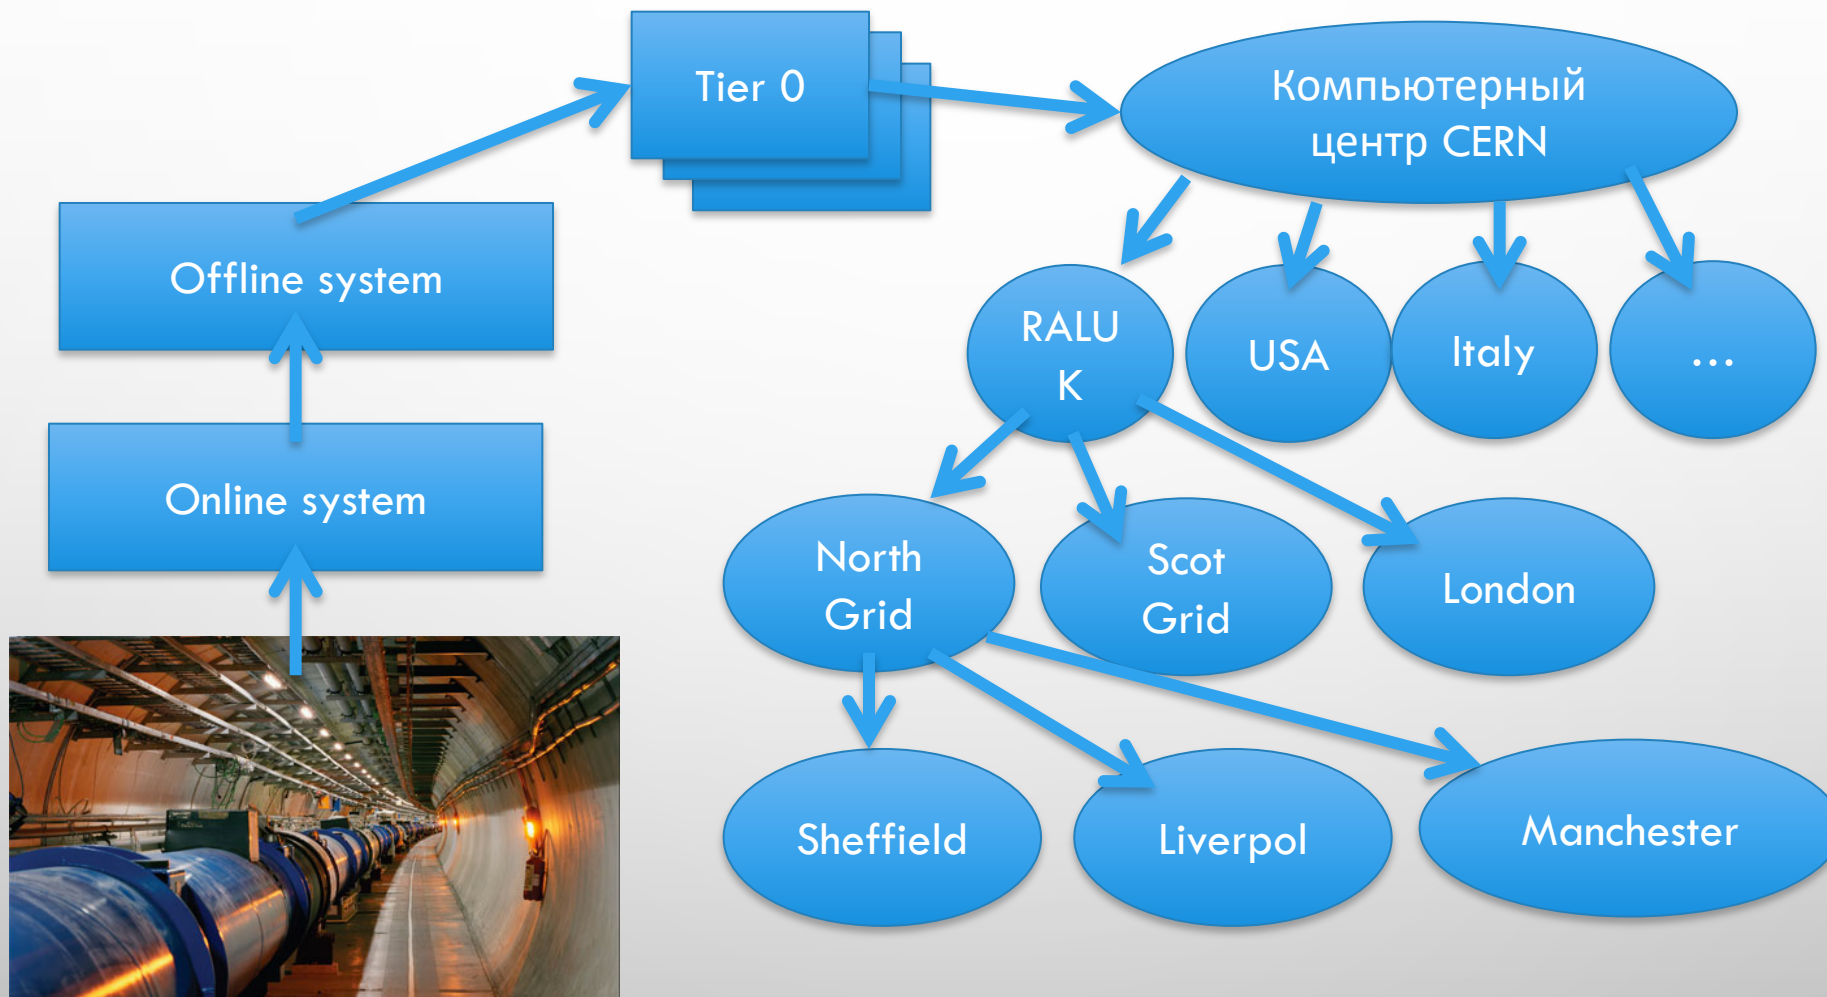 Tier 0
Компьютерный
центр CERN
Offline system
RALU
K
USA
Italy
...
Online system
North
Grid
Scot
Grid
London
Sheffield
Liverpol
Manchester